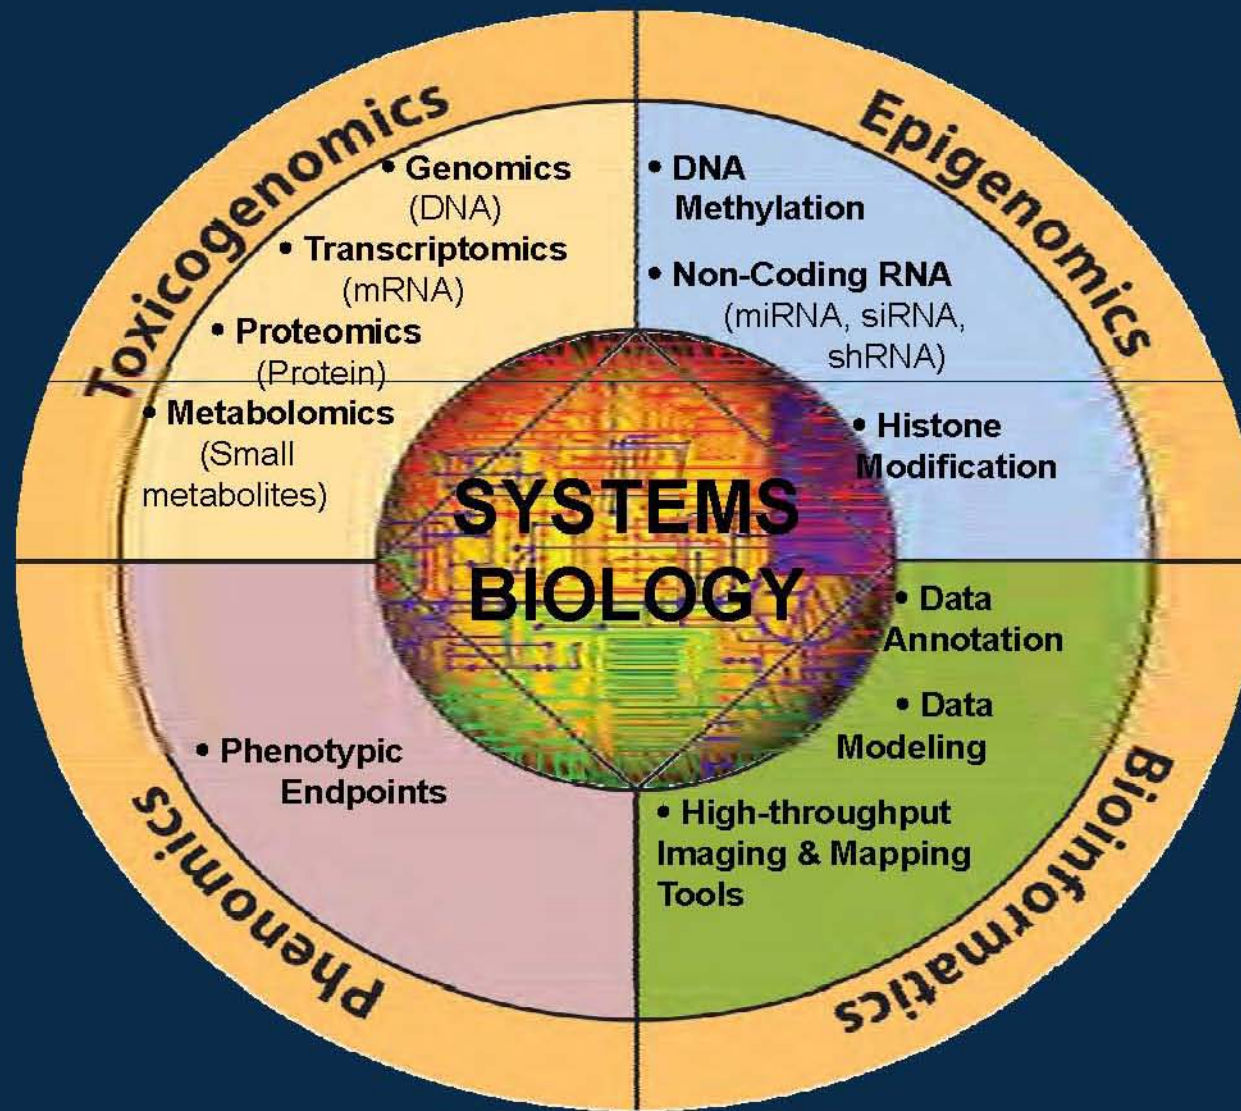 Toxicogenomics
• Genomics
(DNA)
• Transcriptomics
(mRNA)
• Proteomics
(Protein)
• Metabolomics
(Small
metabolites)
Epigenomics
• DNA
Methylation
• Non-Coding RNA
(miRNA, siRNA,
shRNA)
• Histone
Modification
SYSTEMS
BIOLOGY
Phenomics
• Phenotypic
Endpoints
Bioinformatics
• Data
Annotation
• Data
Modeling
• High-throughput
Imaging & Mapping
Tools